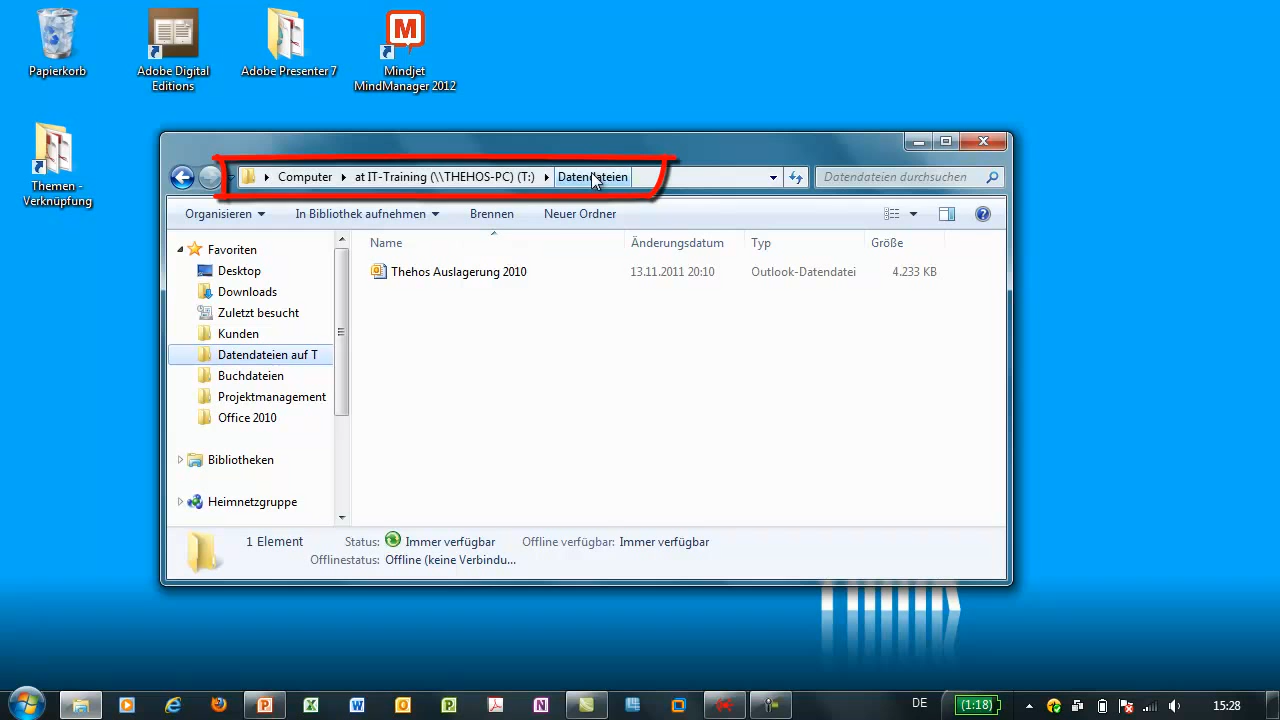 Papierkorb
Adobe Digital
Editions
Adobe Presenter 7
M
Mindjet
MindManager 2012
Themen -
Verknüpfung
Computer at IT-Training (\\THEHOS-PC) (T:) Datendateien
Datendateien durchsuchen
Organisieren In Bibliothek aufnehmen Brennen Neuer Ordner
Name Änderungsdatum Typ Größe
Thehos Auslagerung 2010 13.11.2011 20:10 Outlook-Datendatei 4.233 KB
Favoriten
Desktop
Downloads
Zuletzt besucht
Kunden
Datendateien auf T
Buchdateien
Projektmanagement
Office 2010
Bibliotheken
Heimnetzgruppe
1 Element Status: Immer verfügbar Offline verfügbar: Immer verfügbar
Offlinestatus: Offline (keine Verbindu...
DE (1:18) 15:28